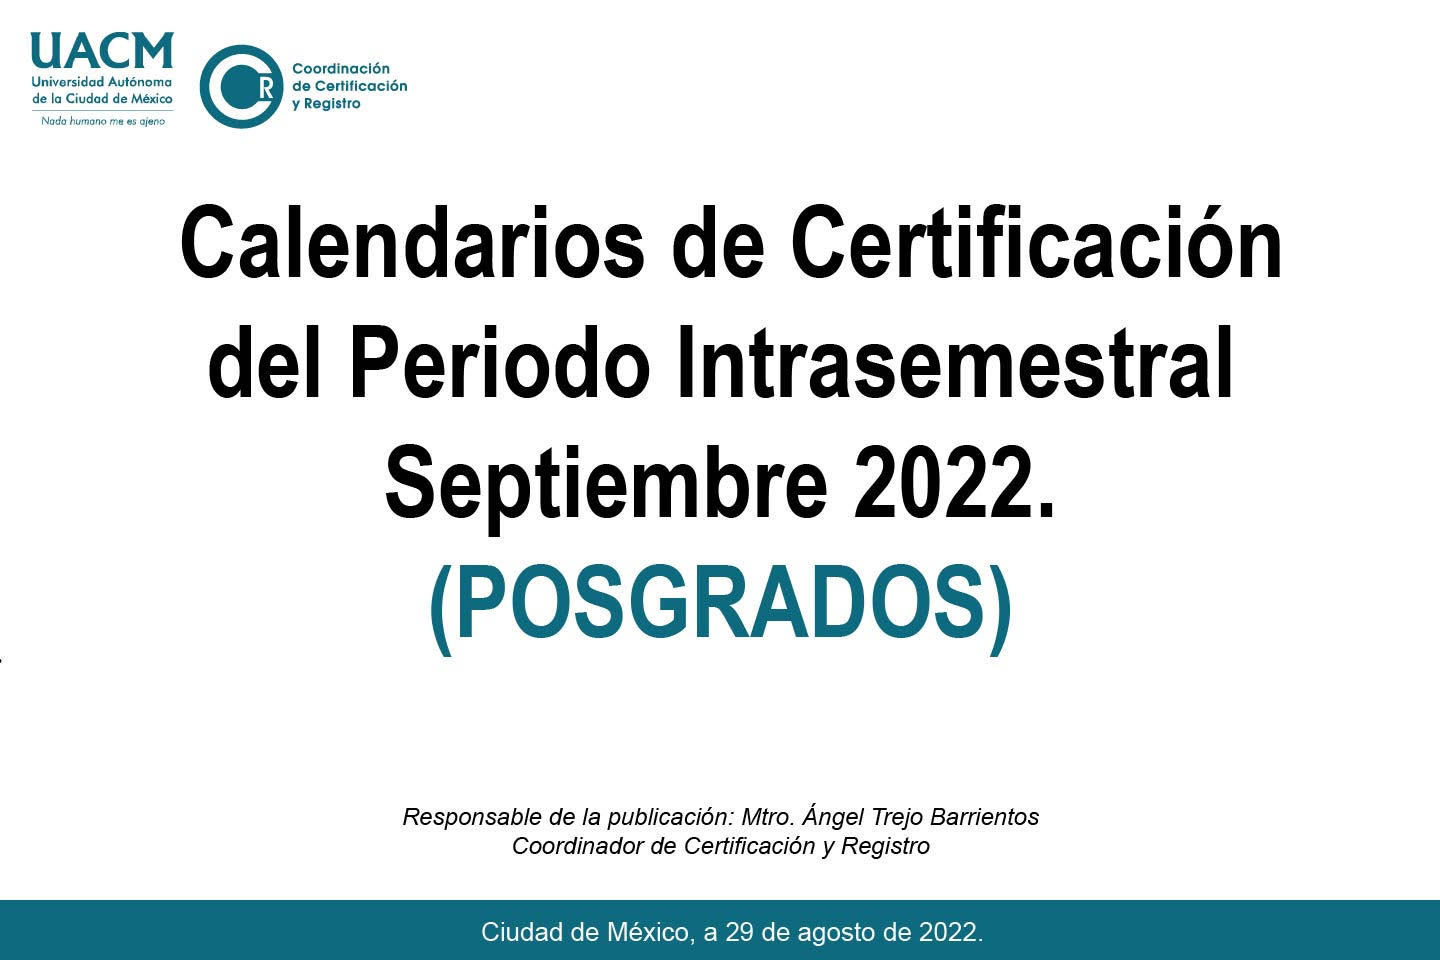 UACM
Universidad Autónoma
de la Ciudad de México
Nada humano me es ajeno
CR
Coordinación
de Certificación
y Registro
Calendarios de Certificación
del Periodo Intrasemestral
Septiembre 2022.
(POSGRADOS)
Responsable de la publicación: Mtro. Ángel Trejo Barrientos
Coordinador de Certificación y Registro
Ciudad de México, a 29 de agosto de 2022.